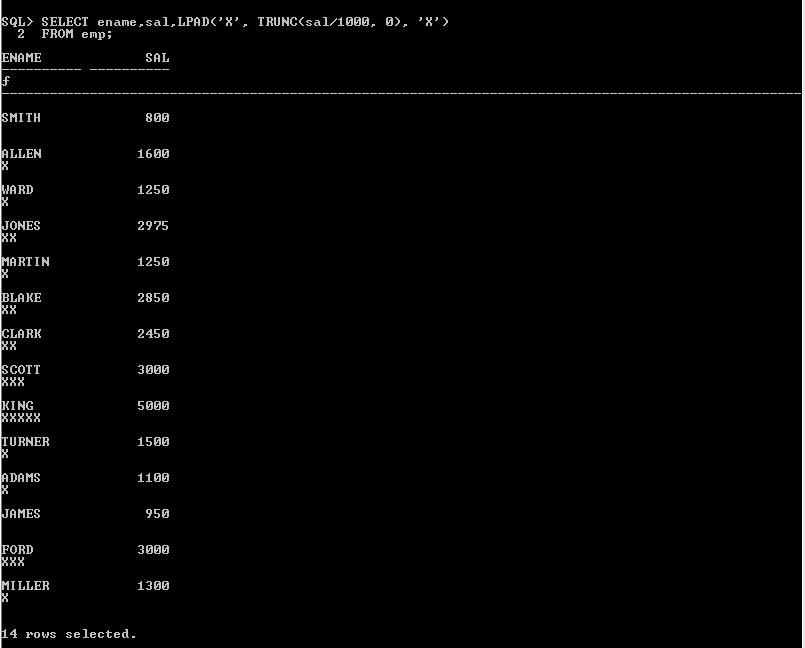 SQL> SELECT ename,sal,LPAD('X', TRUNC(sal/1000, 0), 'X')
2 FROM emp;
ENAME SAL
---------- ----------
f
----------------------------------------------------------------------------------------------------
SMITH 800
ALLEN 1600
X
WARD 1250
X
JONES 2975
XX
MARTIN 1250
X
BLAKE 2850
XX
CLARK 2450
XX
SCOTT 3000
XXX
KING 5000
XXXXX
TURNER 1500
X
ADAMS 1100
X
JAMES 950
FORD 3000
XXX
MILLER 1300
X
14 rows selected.